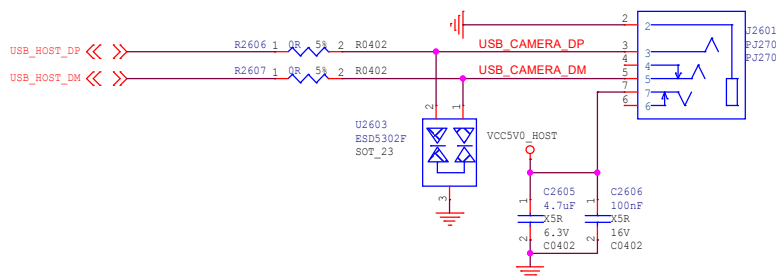 2 2 J2601
R2606 0R 5% R0402 USB_CAMERA_DP PJ270
USB_HOST_DP 1 2 3 3 PJ270
4 4
R2607 0R 5% R0402 USB_CAMERA_DM
USB_HOST_DM 1 2 5 5
7 7
6 6
2 1
U2603
ESD5302F
SOT_23
VCC5V0_HOST
3
1 C2605 1 C2606
4.7uF 100nF
X5R X5R
2 6.3V 2 16V
C0402 C0402